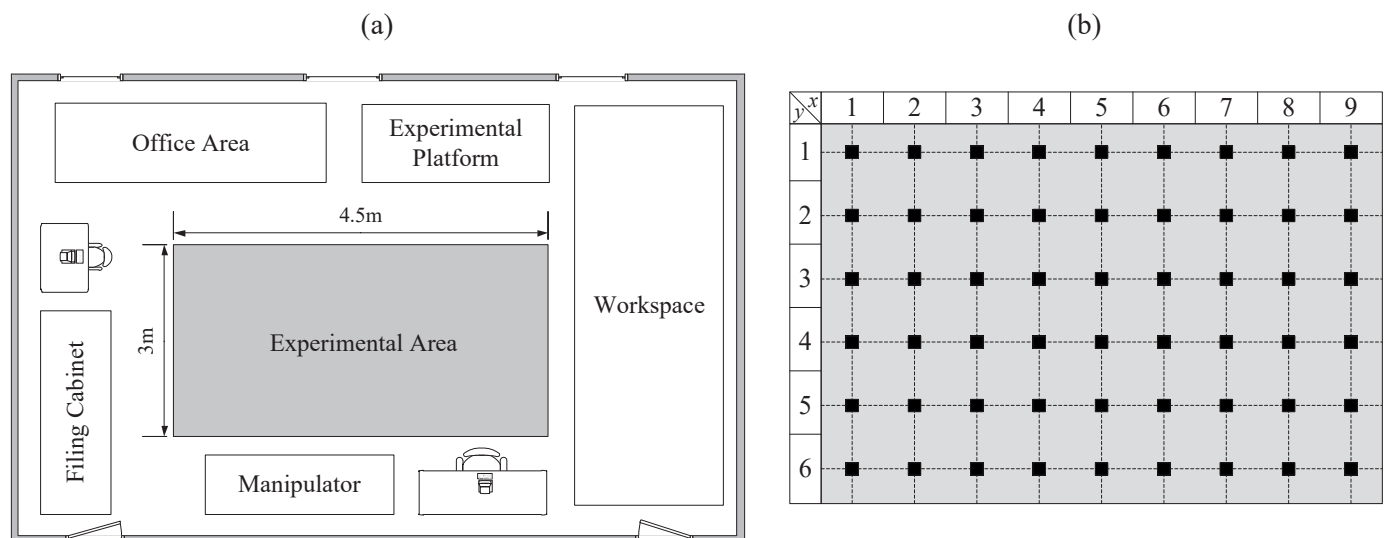 (a)
Office Area
Experimental
Platform
4.5m
3m
Experimental Area
Workspace
Filing Cabinet
Manipulator
(b)
y x 1 2 3 4 5 6 7 8 9
1
2
3
4
5
6